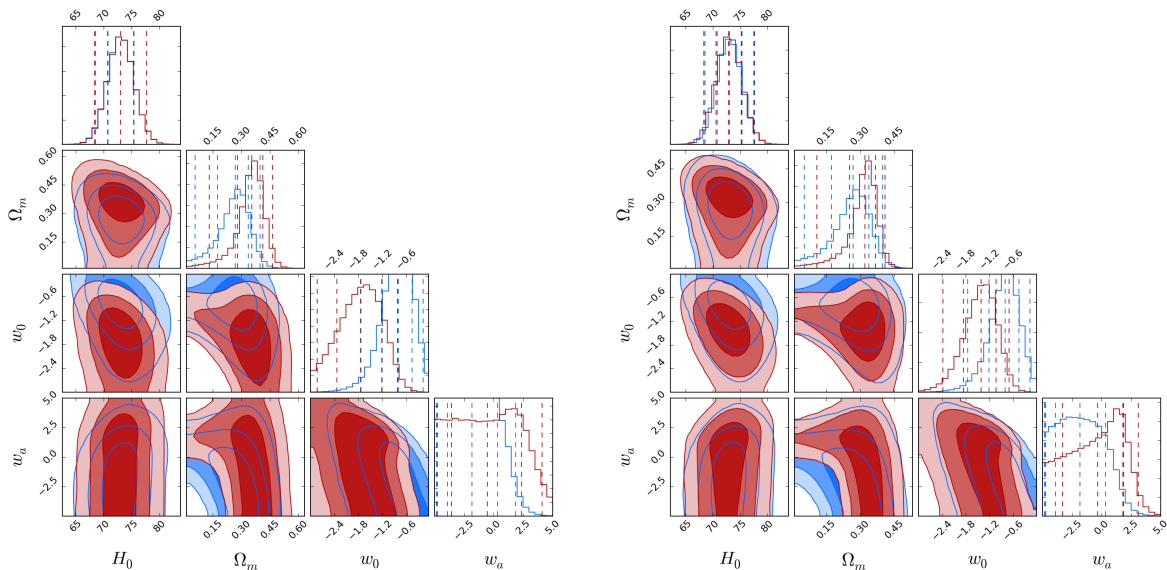 65 70 75 80 65 70 75 80
0.15 0.30 0.45 0.60 0.15 0.30 0.45
0.60 0.45 0.30 0.15 Ω_m 0.45 0.30 0.15 Ω_m
−2.4 −1.8 −1.2 −0.6 −2.4 −1.8 −1.2 −0.6
−0.6 −1.2 −1.8 −2.4 w_0 −0.6 −1.2 −1.8 −2.4 w_0
5.0 2.5 0.0 −2.5 w_a 5.0 2.5 0.0 −2.5 w_a
65 70 75 80 0.15 0.30 0.45 0.60 −2.4 −1.8 −1.2 −0.6 −2.5 0.0 2.5 5.0 65 70 75 80 0.15 0.30 0.45 −2.4 −1.8 −1.2 −0.6 −2.5 0.0 2.5 5.0
H_0 Ω_m w_0 w_a H_0 Ω_m w_0 w_a